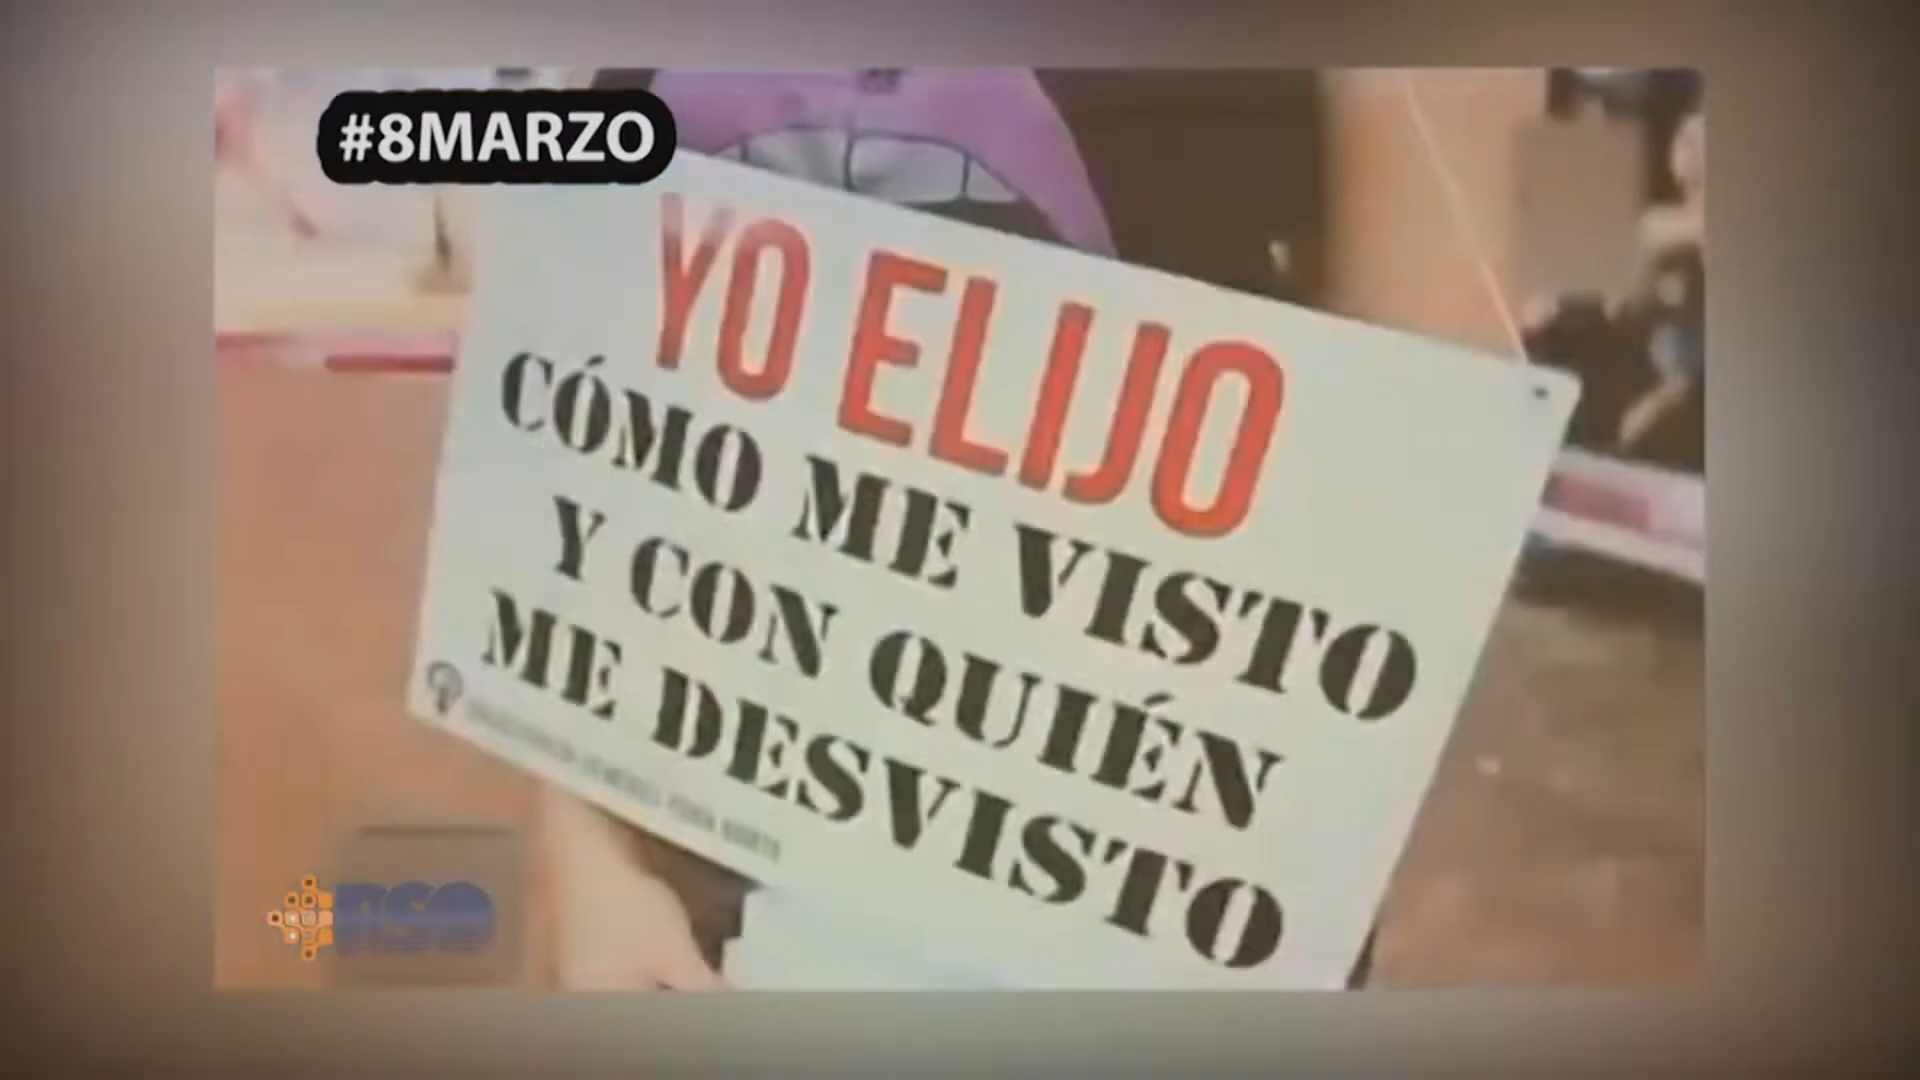 #8MARZO
YO ELIJO
CÓMO ME VISTO
Y CON QUIÉN
ME DESVISTO